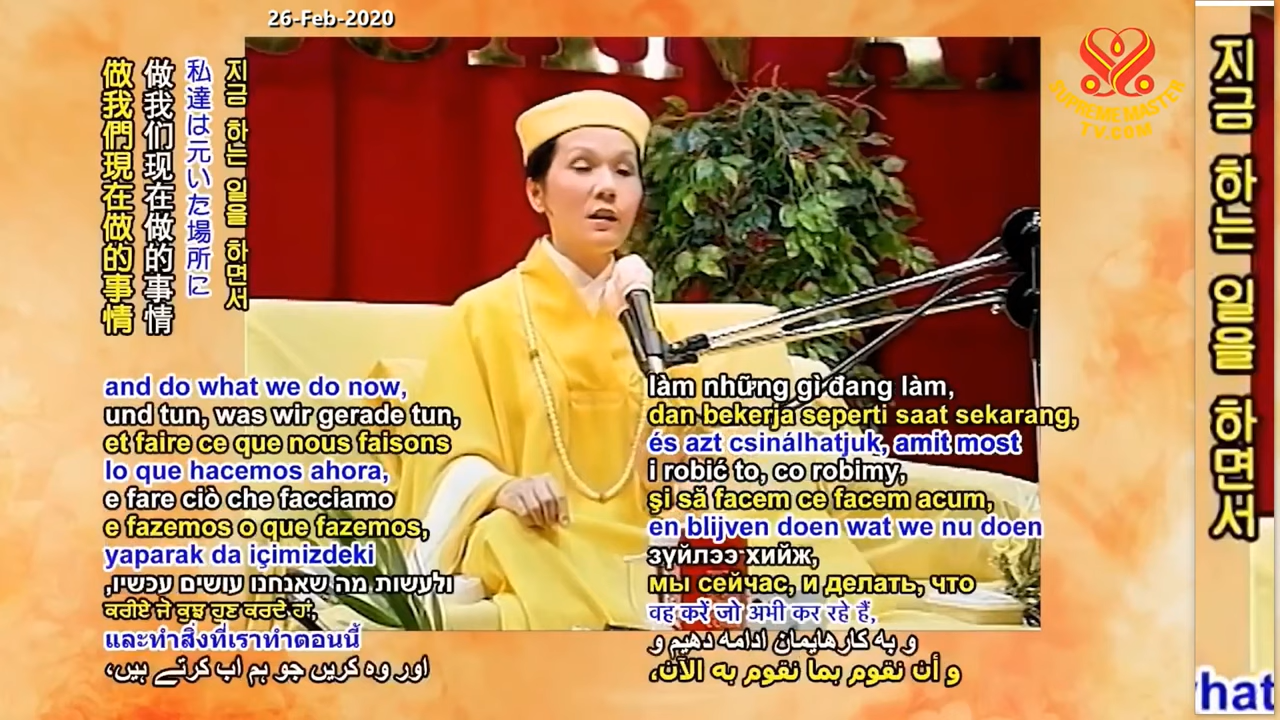 26-Feb-2020
SUPREME MASTER
TV.COM
지금 하는 일을 하면서
私達は元いた場所に
做我们现在做的事情
做我們現在做的事情
and do what we do now,
und tun, was wir gerade tun,
et faire ce que nous faisons
lo que hacemos ahora,
e fare ciò che facciamo
e fazemos o que fazemos,
yaparak da içimizdeki
ולעשות מה שאנחנו עושים עכשיו,
ਕਰੀਏ ਜੋ ਕੁਝ ਹੁਣ ਕਰਦੇ ਹਾਂ,
และทำสิ่งที่เราทำตอนนี้
اور وہ کریں جو ہم اب کرتے ہیں،
làm những gì đang làm,
dan bekerja seperti saat sekarang,
és azt csinálhatjuk, amit most
i robić to, co robimy,
şi să facem ce facem acum,
en blijven doen wat we nu doen
зүйлээ хийж,
мы сейчас, и делать, что
वह करें जो अभी कर रहे हैं,
و به کارهایمان ادامه دهیم و
و أن نقوم بما نقوم به الآن،
지금 하는 일을 하면서
hat